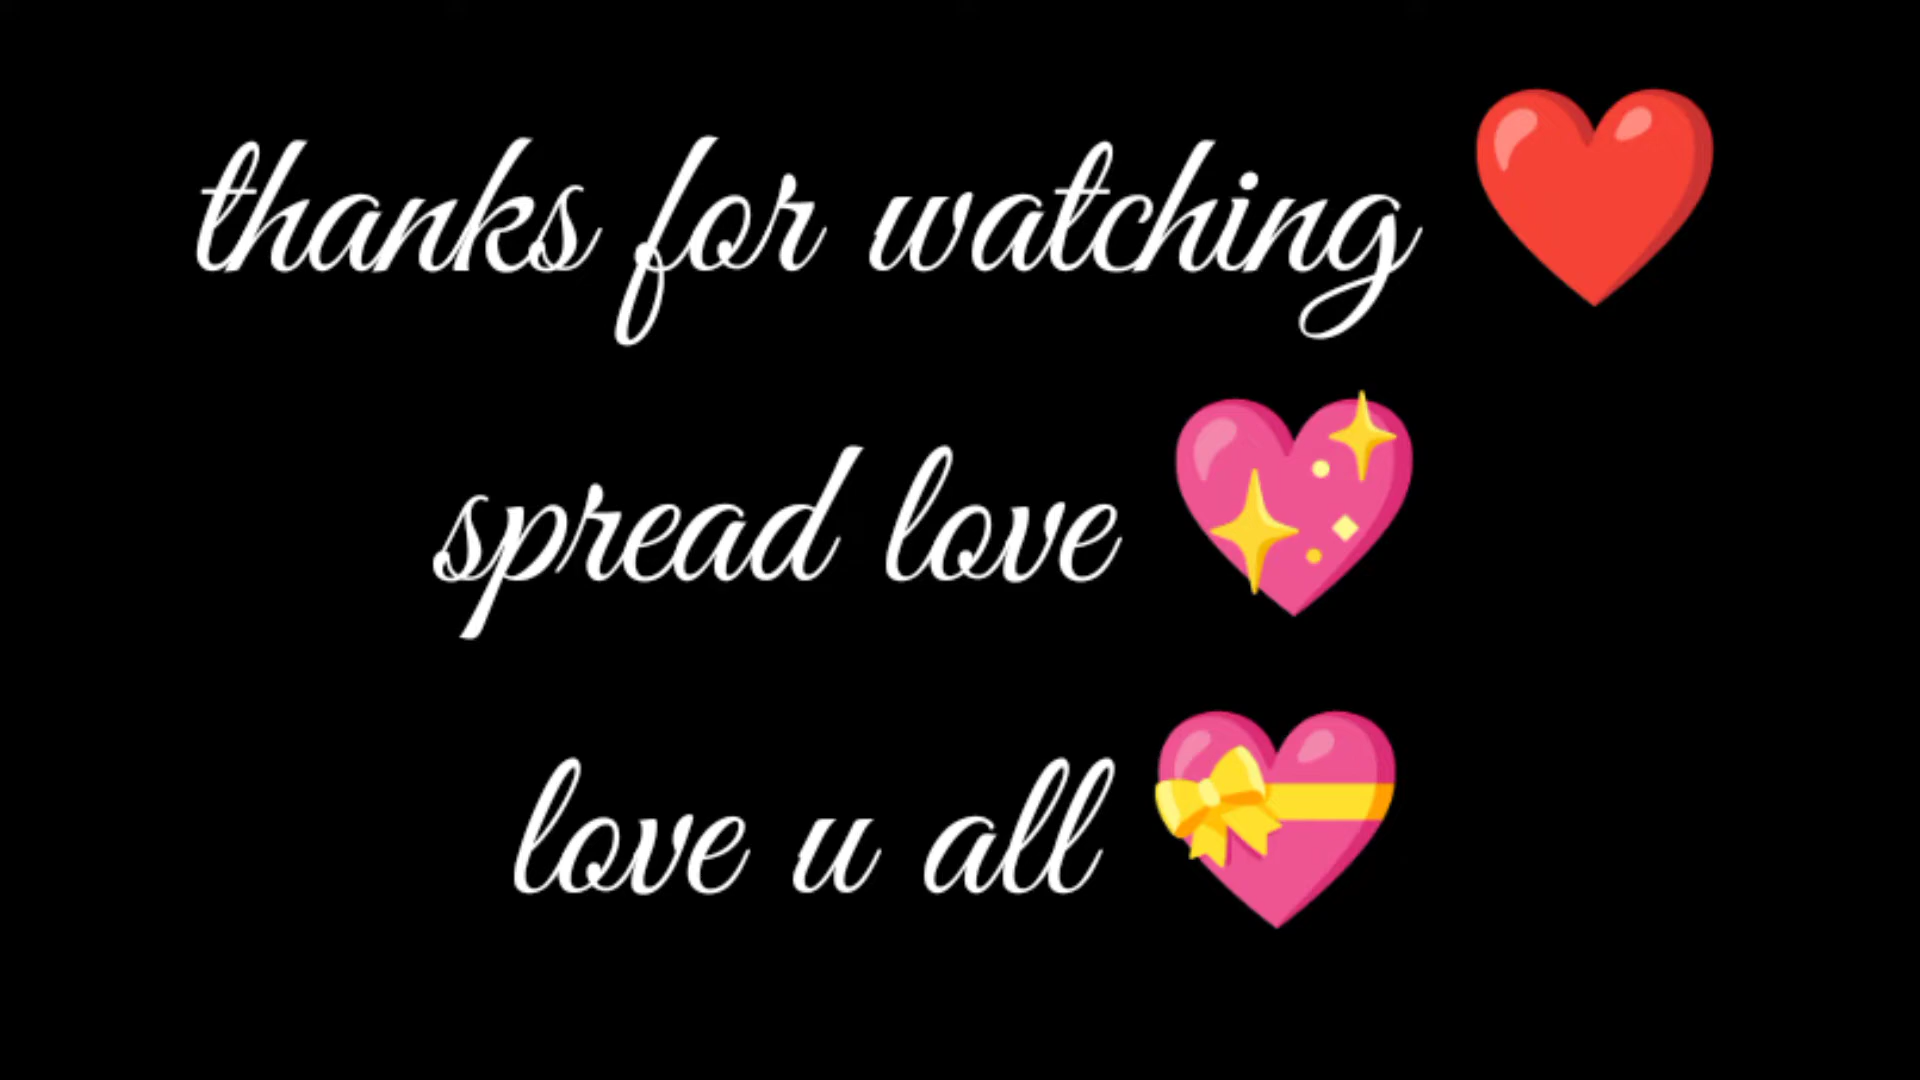 thanks for watching ❤️
spread love 💖
love u all 💝